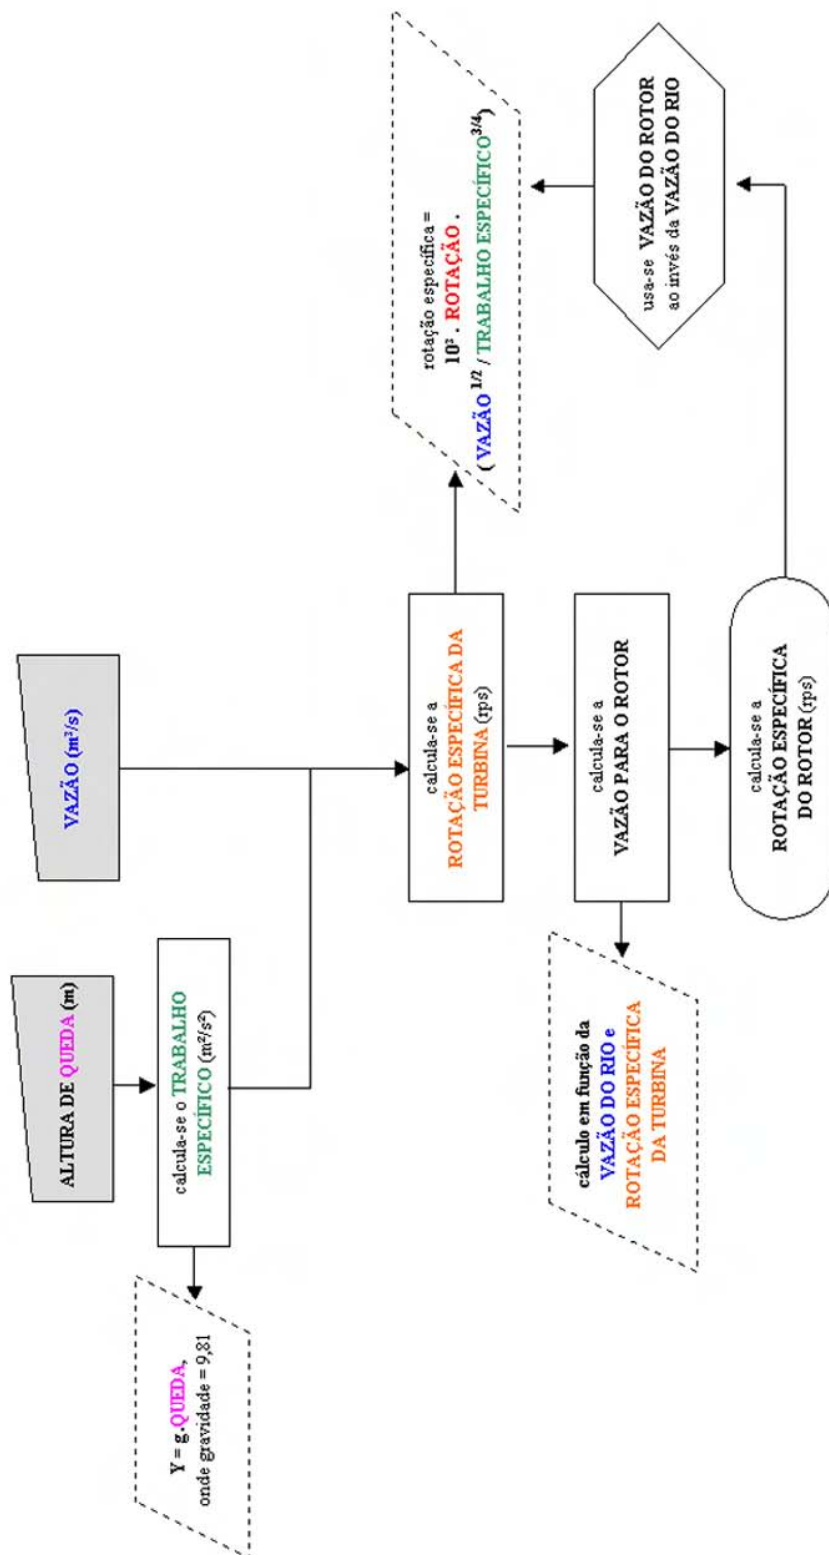 ALTURA DE QUEDA (m)
VAZÃO (m³/s)
calcula-se o TRABALHO
ESPECÍFICO (m²/s²)
Y = g.QUEDA,
onde gravidade = 9,81
calcula-se a
ROTAÇÃO ESPECÍFICA DA
TURBINA (rps)
rotação específica =
10³ . ROTAÇÃO .
( VAZÃO 1/2 / TRABALHO ESPECÍFICO3/4)
calcula-se a
VAZÃO PARA O ROTOR
cálculo em função da
VAZÃO DO RIO e
ROTAÇÃO ESPECÍFICA
DA TURBINA
calcula-se a
ROTAÇÃO ESPECÍFICA
DO ROTOR (rps)
usa-se VAZÃO DO ROTOR
ao invés da VAZÃO DO RIO